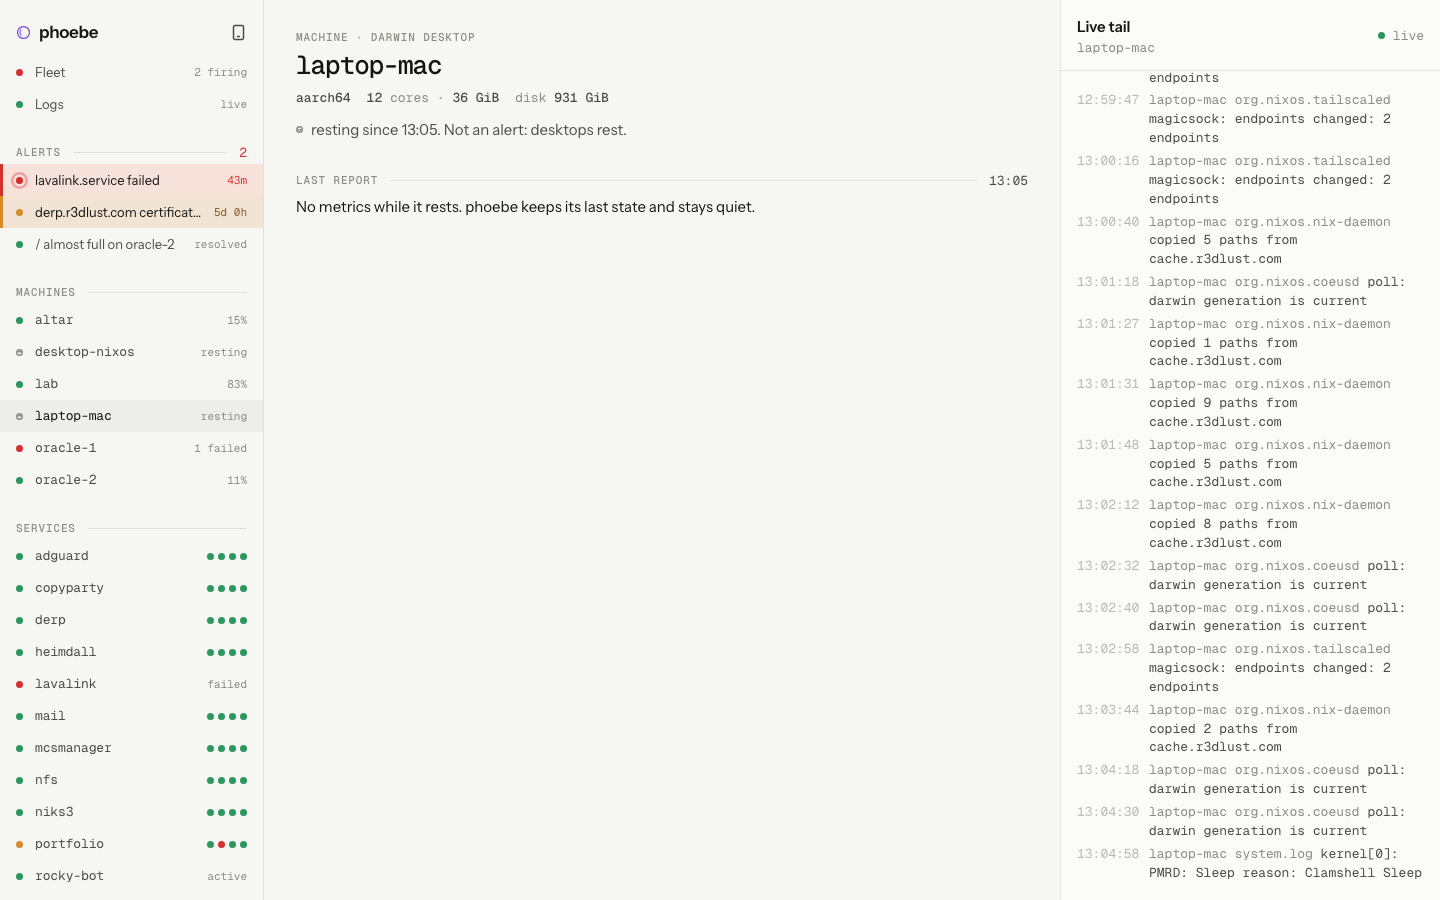 phoebe
Fleet 2 firing
Logs live
ALERTS 2
lavalink.service failed 43m
derp.r3dlust.com certificat… 5d 0h
/ almost full on oracle-2 resolved
MACHINES
altar 15%
desktop-nixos resting
lab 83%
laptop-mac resting
oracle-1 1 failed
oracle-2 11%
SERVICES
adguard
copyparty
derp
heimdall
lavalink failed
mail
mcsmanager
nfs
niks3
portfolio
rocky-bot active
MACHINE · DARWIN DESKTOP
laptop-mac
aarch64 12 cores · 36 GiB disk 931 GiB
resting since 13:05. Not an alert: desktops rest.
LAST REPORT 13:05
No metrics while it rests. phoebe keeps its last state and stays quiet.
Live tail
laptop-mac
live
endpoints
12:59:47 laptop-mac org.nixos.tailscaled
magicsock: endpoints changed: 2
endpoints
13:00:16 laptop-mac org.nixos.tailscaled
magicsock: endpoints changed: 2
endpoints
13:00:40 laptop-mac org.nixos.nix-daemon
copied 5 paths from
cache.r3dlust.com
13:01:18 laptop-mac org.nixos.coeusd poll:
darwin generation is current
13:01:27 laptop-mac org.nixos.nix-daemon
copied 1 paths from
cache.r3dlust.com
13:01:31 laptop-mac org.nixos.nix-daemon
copied 9 paths from
cache.r3dlust.com
13:01:48 laptop-mac org.nixos.nix-daemon
copied 5 paths from
cache.r3dlust.com
13:02:12 laptop-mac org.nixos.nix-daemon
copied 8 paths from
cache.r3dlust.com
13:02:32 laptop-mac org.nixos.coeusd poll:
darwin generation is current
13:02:40 laptop-mac org.nixos.coeusd poll:
darwin generation is current
13:02:58 laptop-mac org.nixos.tailscaled
magicsock: endpoints changed: 2
endpoints
13:03:44 laptop-mac org.nixos.nix-daemon
copied 2 paths from
cache.r3dlust.com
13:04:18 laptop-mac org.nixos.coeusd poll:
darwin generation is current
13:04:30 laptop-mac org.nixos.coeusd poll:
darwin generation is current
13:04:58 laptop-mac system.log kernel[0]:
PMRD: Sleep reason: Clamshell Sleep